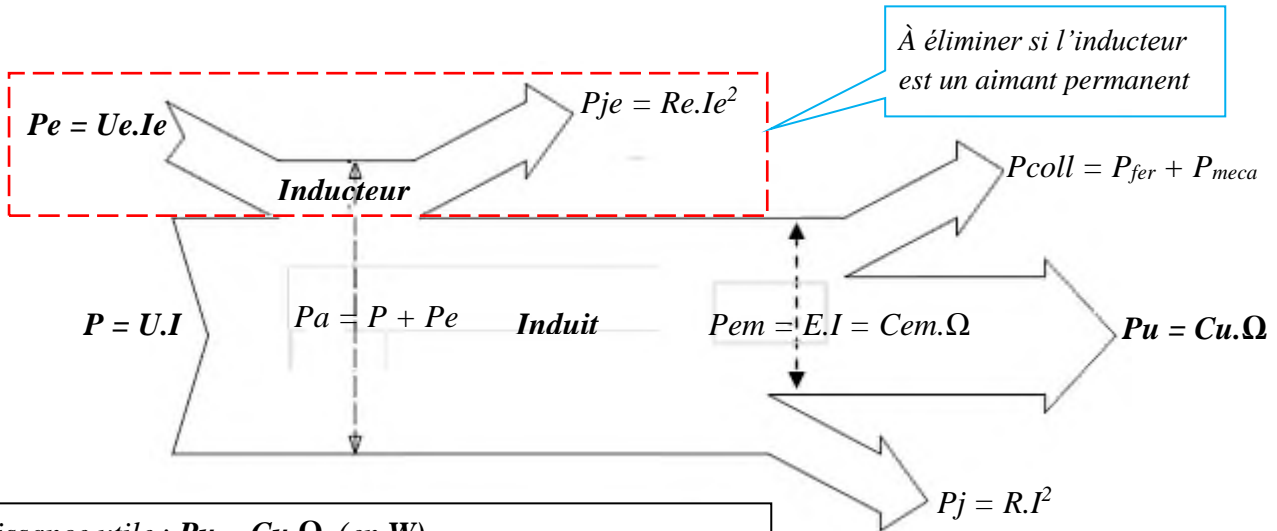 À éliminer si l'inducteur
est un aimant permanent
Pe = Ue.Ie
Pje = Re.Ie²
Inducteur
Pcoll = Pfer + Pmeca
P = U.I
Pa = P + Pe
Induit
Pem = E.I = Cem.Ω
Pu = Cu.Ω
Pj = R.I²